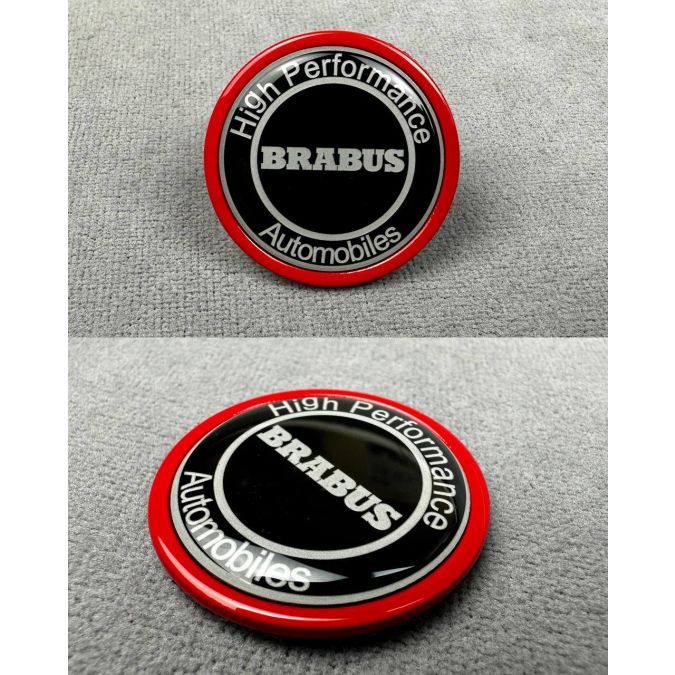 High Performance
BRABUS
Automobiles
High Performance
BRABUS
Automobiles